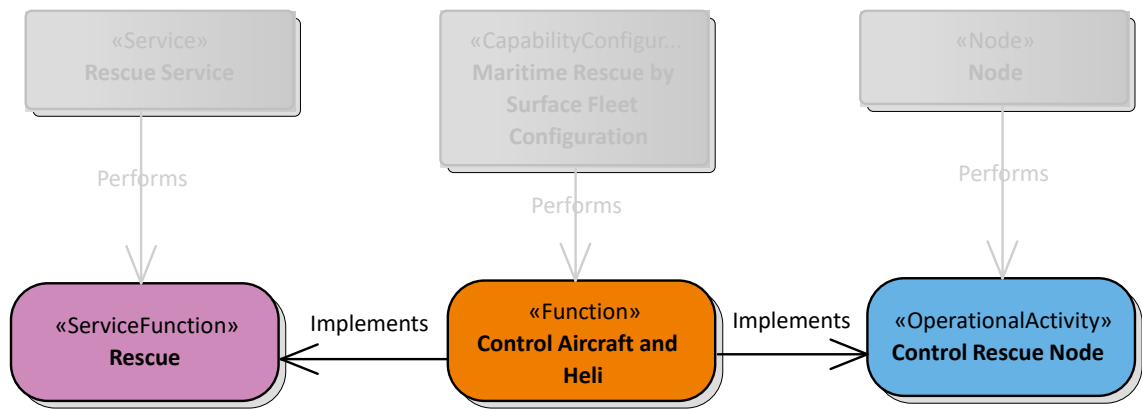 «Service»
Rescue Service
«CapabilityConfigur...
Maritime Rescue by
Surface Fleet
Configuration
«Node»
Node
Performs
Performs
Performs
«ServiceFunction»
Rescue
Implements
«Function»
Control Aircraft and
Heli
Implements
«OperationalActivity»
Control Rescue Node